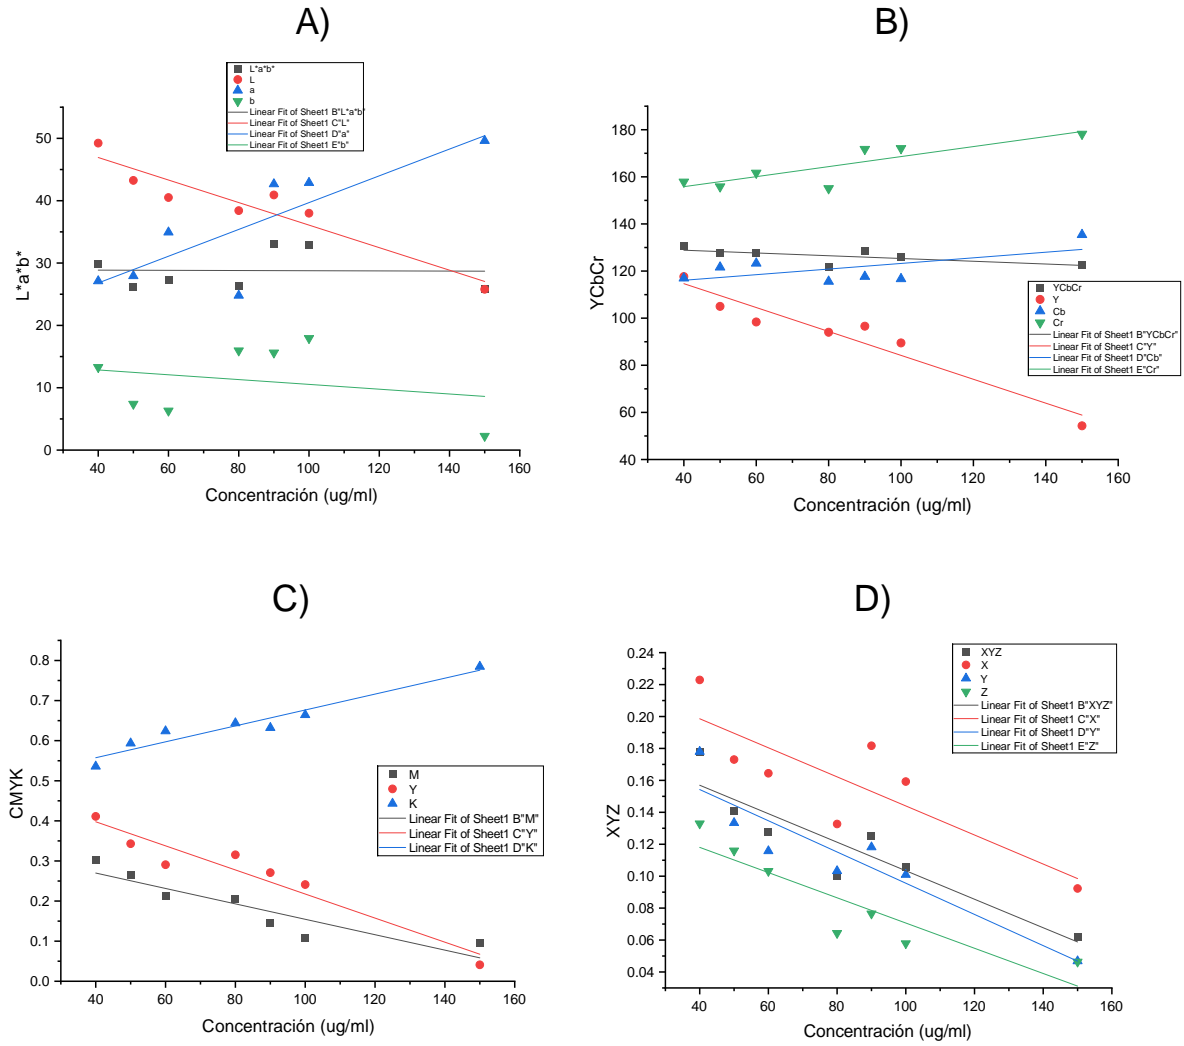 A)
L*a*b*
L
a
b
Linear Fit of Sheet1 B"L*a*b*"
Linear Fit of Sheet1 C"L"
Linear Fit of Sheet1 D"a"
Linear Fit of Sheet1 E"b"
50
40
30
20
10
0
L*a*b*
40 60 80 100 120 140 160
Concentración (ug/ml)
B)
180
160
140
120
100
80
60
40
YCbCr
YCbCr
Y
Cb
Cr
Linear Fit of Sheet1 B"YCbCr"
Linear Fit of Sheet1 C"Y"
Linear Fit of Sheet1 D"Cb"
Linear Fit of Sheet1 E"Cr"
40 60 80 100 120 140 160
Concentración (ug/ml)
C)
0.8
0.7
0.6
0.5
0.4
0.3
0.2
0.1
0.0
CMYK
M
Y
K
Linear Fit of Sheet1 B"M"
Linear Fit of Sheet1 C"Y"
Linear Fit of Sheet1 D"K"
40 60 80 100 120 140 160
Concentración (ug/ml)
D)
XYZ
X
Y
Z
Linear Fit of Sheet1 B"XYZ"
Linear Fit of Sheet1 C"X"
Linear Fit of Sheet1 D"Y"
Linear Fit of Sheet1 E"Z"
0.24
0.22
0.20
0.18
0.16
0.14
0.12
0.10
0.08
0.06
0.04
XYZ
40 60 80 100 120 140 160
Concentración (ug/ml)